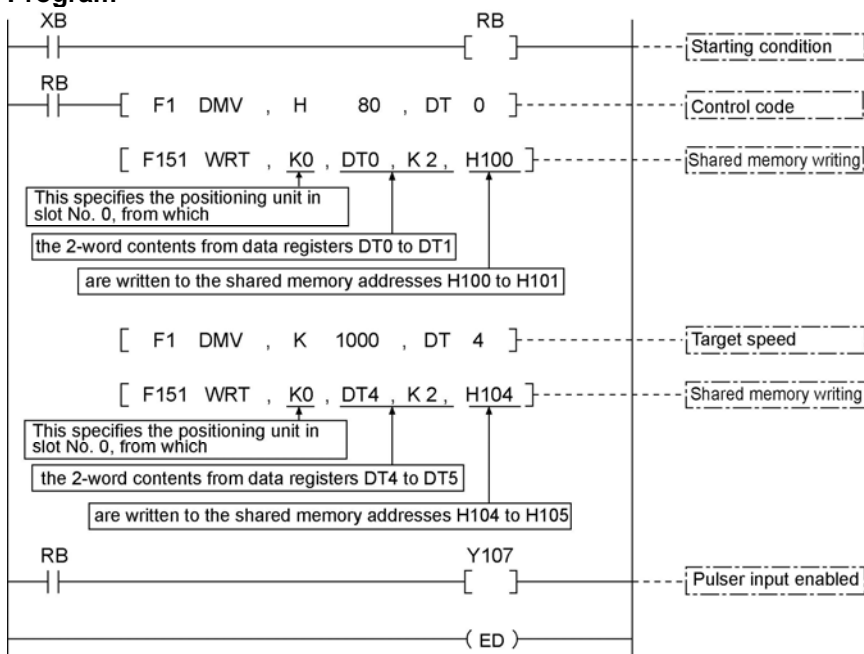 Program
XB RB
Starting condition
RB
[ F1 DMV , H 80 , DT 0 ] Control code
[ F151 WRT , K0 , DT0 , K 2 , H100 ] Shared memory writing
This specifies the positioning unit in
slot No. 0, from which
the 2-word contents from data registers DT0 to DT1
are written to the shared memory addresses H100 to H101
[ F1 DMV , K 1000 , DT 4 ] Target speed
[ F151 WRT , K0 , DT4 , K 2 , H104 ] Shared memory writing
This specifies the positioning unit in
slot No. 0, from which
the 2-word contents from data registers DT4 to DT5
are written to the shared memory addresses H104 to H105
RB Y107
[ ] Pulser input enabled
( ED )